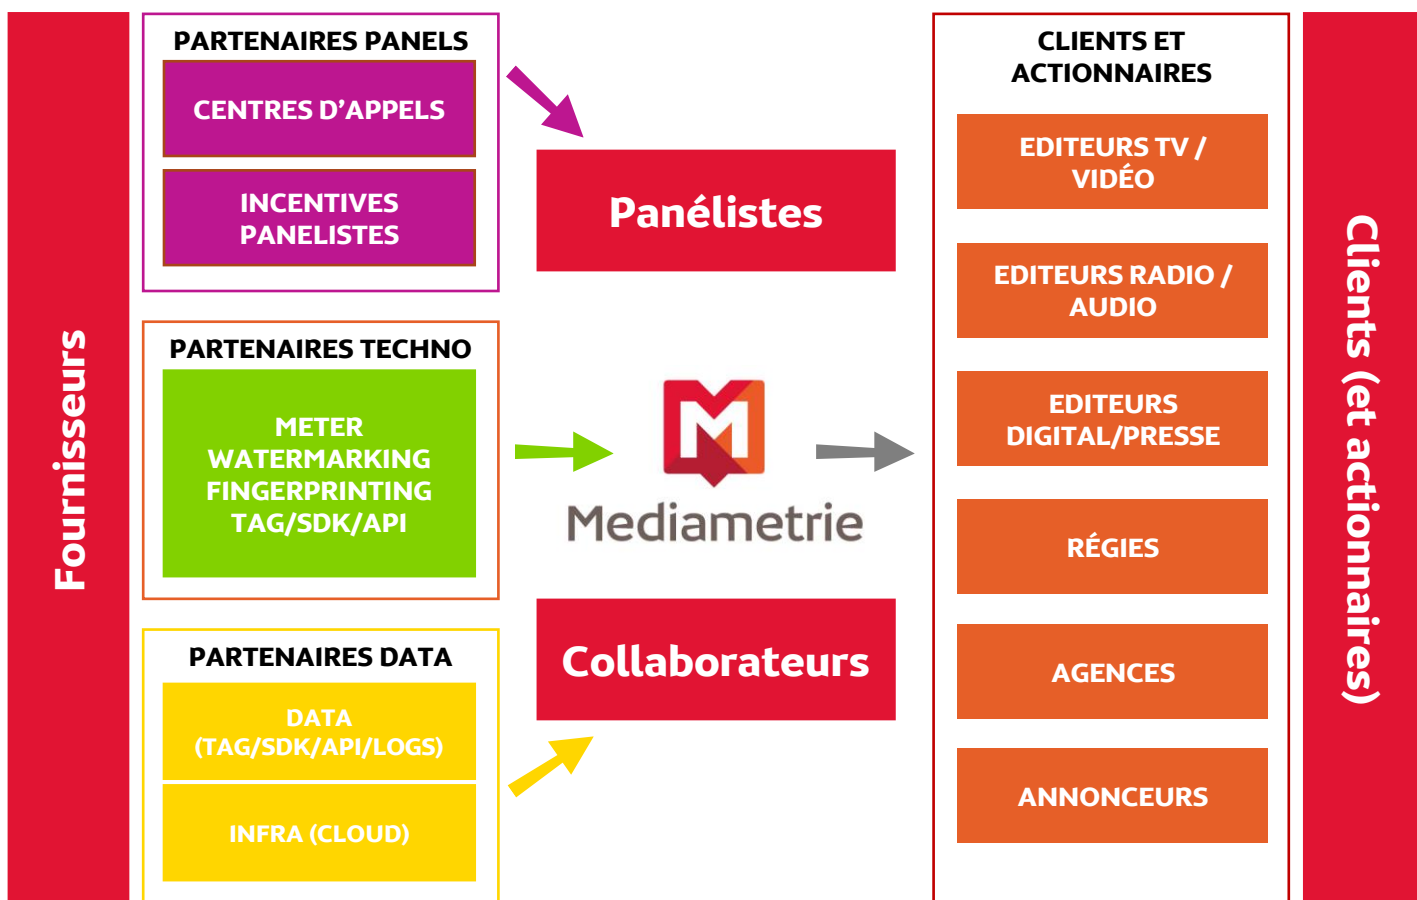 Fournisseurs
PARTENAIRES PANELS
CENTRES D’APPELS
INCENTIVES
PANELISTES
PARTENAIRES TECHNO
METER
WATERMARKING
FINGERPRINTING
TAG/SDK/API
PARTENAIRES DATA
DATA
(TAG/SDK/API/LOGS)
INFRA (CLOUD)
Panélistes
Mediametrie
Collaborateurs
CLIENTS ET
ACTIONNAIRES
EDITEURS TV /
VIDÉO
EDITEURS RADIO /
AUDIO
EDITEURS
DIGITAL/PRESSE
RÉGIES
AGENCES
ANNONCEURS
Clients (et actionnaires)